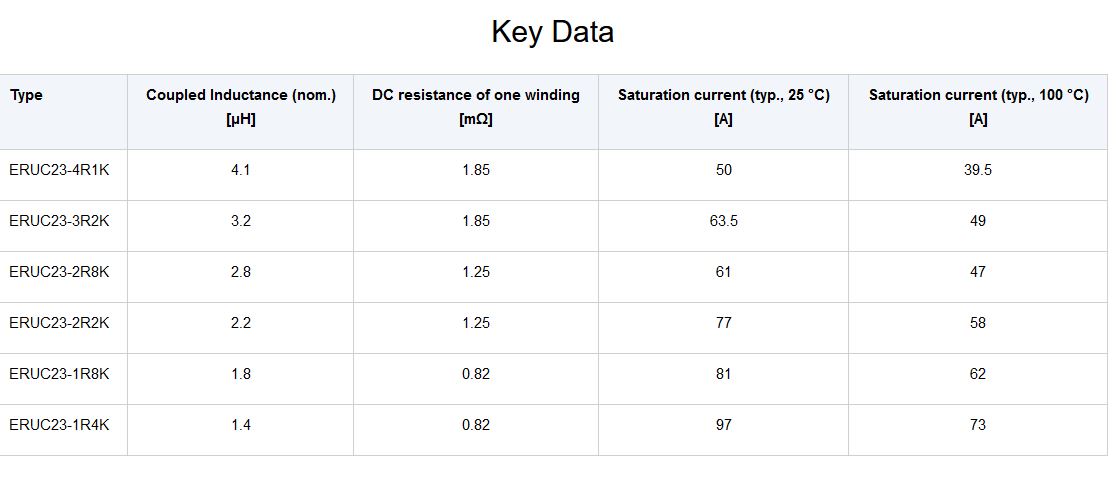 Key Data
Type Coupled Inductance (nom.) DC resistance of one winding Saturation current (typ., 25 °C) Saturation current (typ., 100 °C)
[µH] [mΩ] [A] [A]
ERUC23-4R1K 4.1 1.85 50 39.5
ERUC23-3R2K 3.2 1.85 63.5 49
ERUC23-2R8K 2.8 1.25 61 47
ERUC23-2R2K 2.2 1.25 77 58
ERUC23-1R8K 1.8 0.82 81 62
ERUC23-1R4K 1.4 0.82 97 73